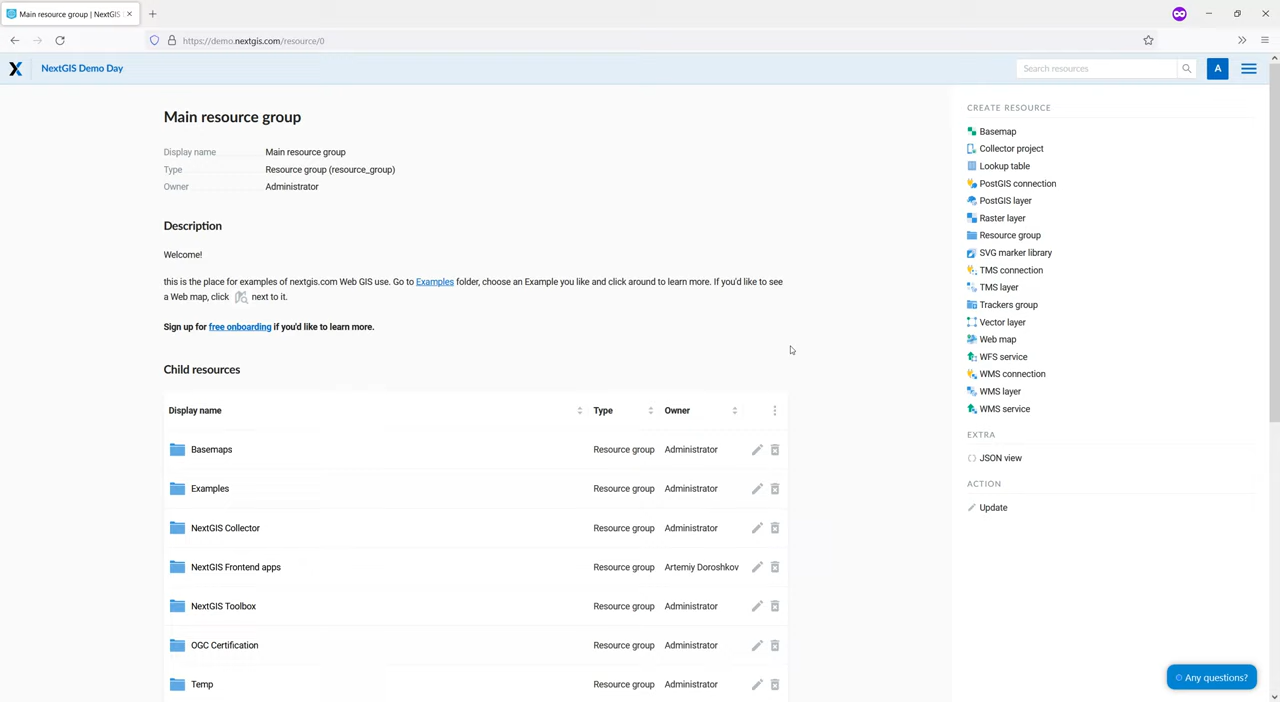 Main resource group | NextGIS
https://demo.nextgis.com/resource/0
X NextGIS Demo Day
Search resources
A
Main resource group
Display name Main resource group
Type Resource group (resource_group)
Owner Administrator
Description
Welcome!
this is the place for examples of nextgis.com Web GIS use. Go to Examples folder, choose an Example you like and click around to learn more. If you'd like to see
a Web map, click next to it.
Sign up for free onboarding if you'd like to learn more.
Child resources
Display name Type Owner
Basemaps Resource group Administrator
Examples Resource group Administrator
NextGIS Collector Resource group Administrator
NextGIS Frontend apps Resource group Artemiy Doroshkov
NextGIS Toolbox Resource group Administrator
OGC Certification Resource group Administrator
Temp Resource group Administrator
CREATE RESOURCE
Basemap
Collector project
Lookup table
PostGIS connection
PostGIS layer
Raster layer
Resource group
SVG marker library
TMS connection
TMS layer
Trackers group
Vector layer
Web map
WFS service
WMS connection
WMS layer
WMS service
EXTRA
JSON view
ACTION
Update
Any questions?